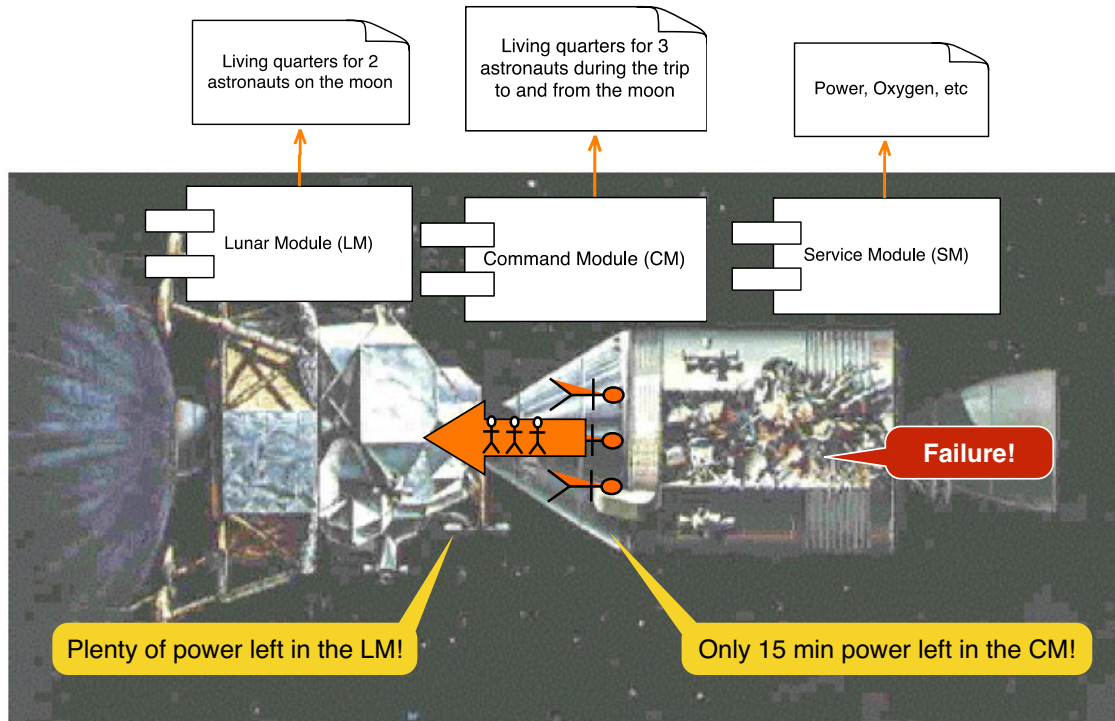 Living quarters for 2
astronauts on the moon
Living quarters for 3
astronauts during the trip
to and from the moon
Power, Oxygen, etc
Lunar Module (LM)
Command Module (CM)
Service Module (SM)
Failure!
Plenty of power left in the LM!
Only 15 min power left in the CM!